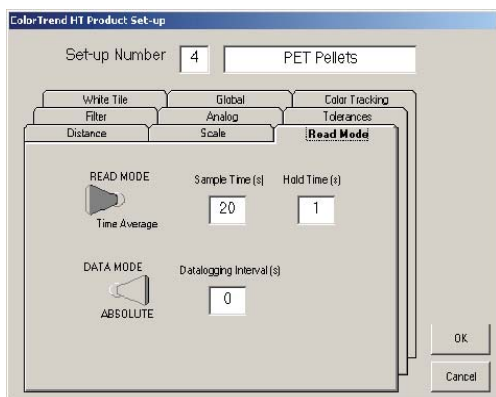 ColorTrend HT Product Set-up
Set-up Number 4 PET Pellets
White Tile Global Color Tracking
Filter Analog Tolerances
Distance Scale Read Mode
READ MODE Sample Time (s) Hold Time (s)
20 1
Time Average
DATA MODE Datalogging Interval (s)
0
ABSOLUTE
OK
Cancel